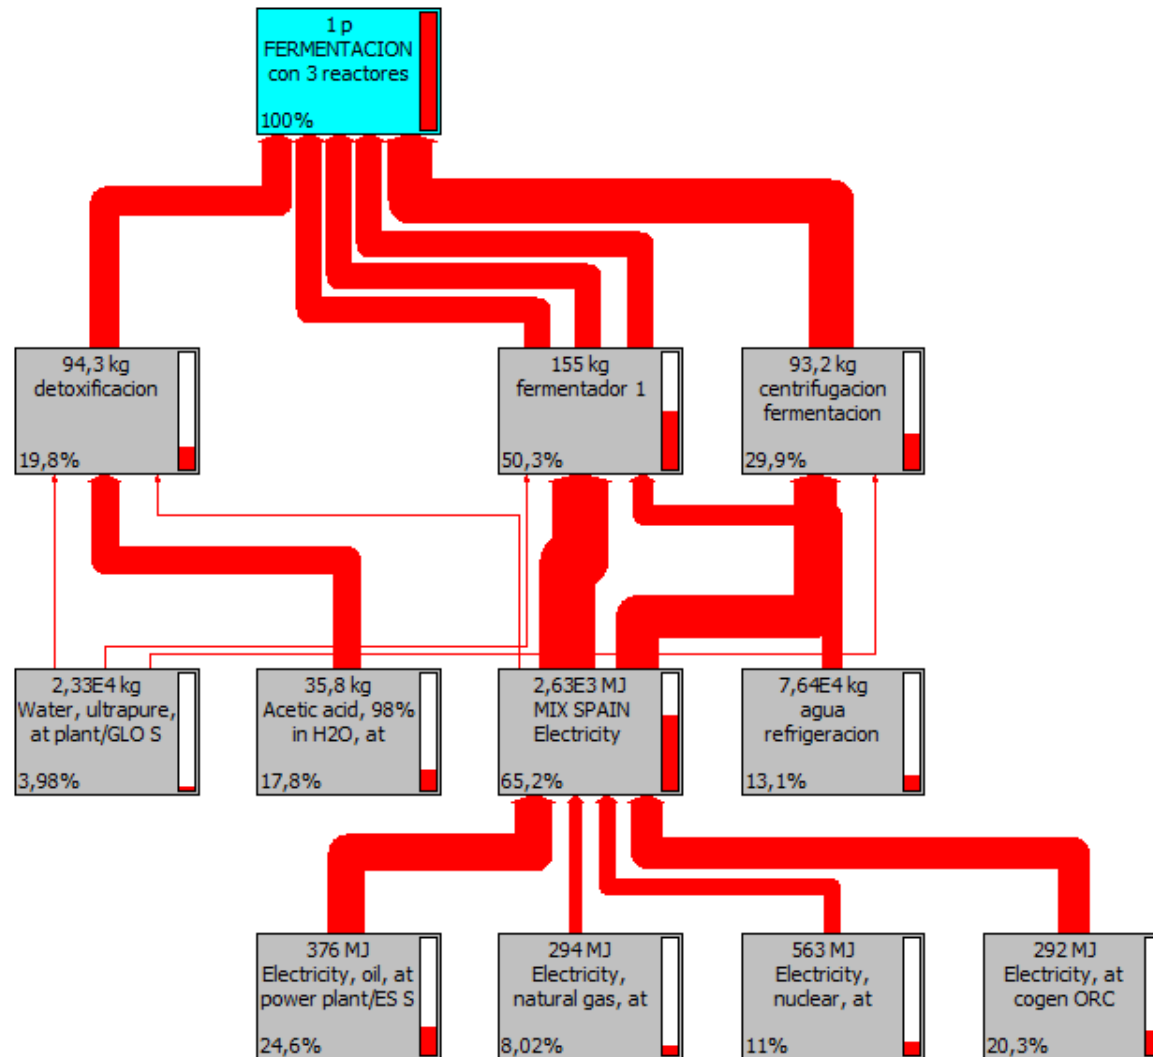 1 p
FERMENTACION
con 3 reactores
100%
94,3 kg
detoxificacion
19,8%
155 kg
fermentador 1
50,3%
93,2 kg
centrifugacion
fermentacion
29,9%
2,33E4 kg
Water, ultrapure,
at plant/GLO S
3,98%
35,8 kg
Acetic acid, 98%
in H2O, at
17,8%
2,63E3 MJ
MIX SPAIN
Electricity
65,2%
7,64E4 kg
agua
refrigeracion
13,1%
376 MJ
Electricity, oil, at
power plant/ES S
24,6%
294 MJ
Electricity,
natural gas, at
8,02%
563 MJ
Electricity,
nuclear, at
11%
292 MJ
Electricity, at
cogen ORC
20,3%